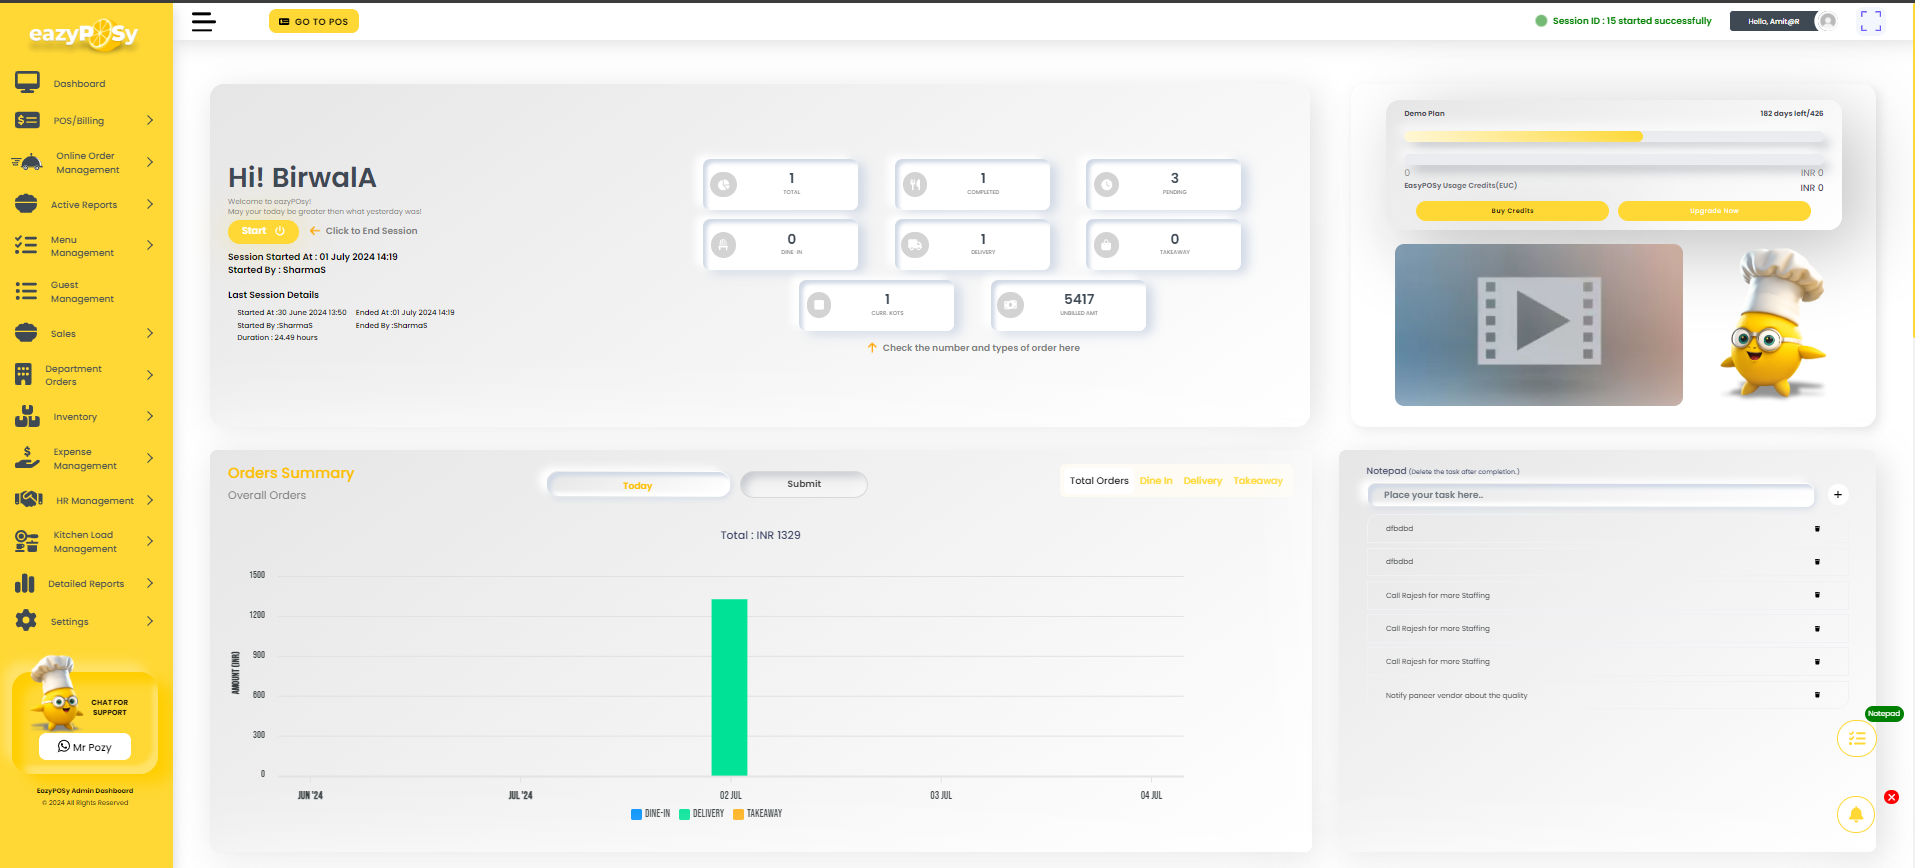 eazyPOSy
GO TO POS
Session ID : 15 started successfully
Hello, Amit@R
Dashboard
POS/Billing
Online Order
Management
Active Reports
Menu
Management
Guest
Management
Sales
Department
Orders
Inventory
Expense
Management
HR Management
Kitchen Load
Management
Detailed Reports
Settings
CHAT FOR
SUPPORT
Mr Pozy
EazyPOSy Admin Dashboard
© 2024 All Rights Reserved
Hi! BirwalA
Welcome to eazyPOsy!
May your today be greater then what yesterday was!
Start
Click to End Session
Session Started At : 01 July 2024 14:19
Started By : SharmaS
Last Session Details
Started At :30 June 2024 13:50 Ended At :01 July 2024 14:19
Started By :SharmaS Ended By :SharmaS
Duration : 24.49 hours
1
TOTAL
1
COMPLETED
3
PENDING
0
DINE-IN
1
DELIVERY
0
TAKEAWAY
1
CURR. KOTS
5417
UNBILLED AMT
Check the number and types of order here
Demo Plan 182 days left/426
0 INR 0
EasyPOSy Usage Credits(EUC) INR 0
Buy Credits Upgrade Now
Orders Summary
Overall Orders
Today Submit
Total Orders Dine In Delivery Takeaway
Total : INR 1329
AMOUNT (INR)
1500
1200
900
600
300
0
JUN '24 JUL '24 02 JUL 03 JUL 04 JUL
DINE-IN DELIVERY TAKEAWAY
Notepad (Delete the task after completion.)
Place your task here..
+
dfbdbd
dfbdbd
Call Rajesh for more Staffing
Call Rajesh for more Staffing
Call Rajesh for more Staffing
Notify paneer vendor about the quality
Notepad